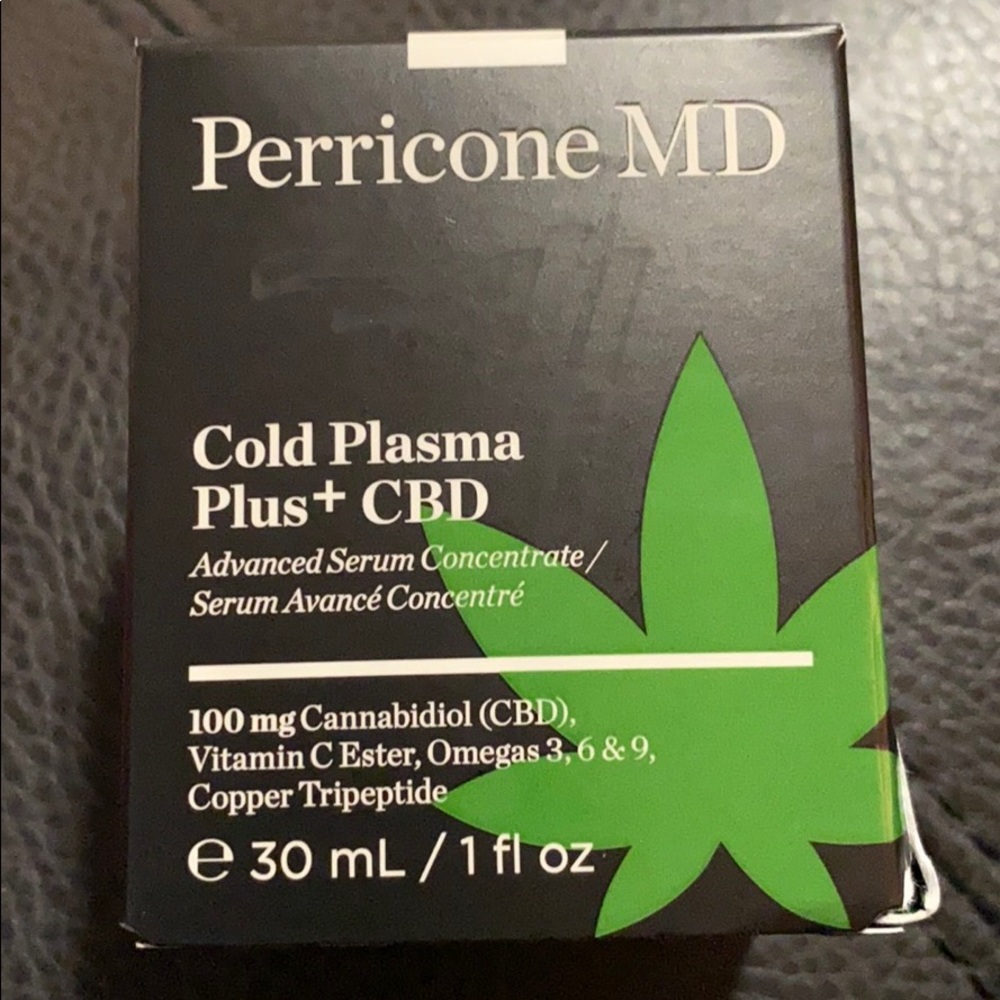 Perricone MD
Cold Plasma
Plus+ CBD
Advanced Serum Concentrate /
Serum Avancé Concentré
100 mg Cannabidiol (CBD),
Vitamin C Ester, Omegas 3, 6 & 9,
Copper Tripeptide
℮ 30 mL / 1 fl oz